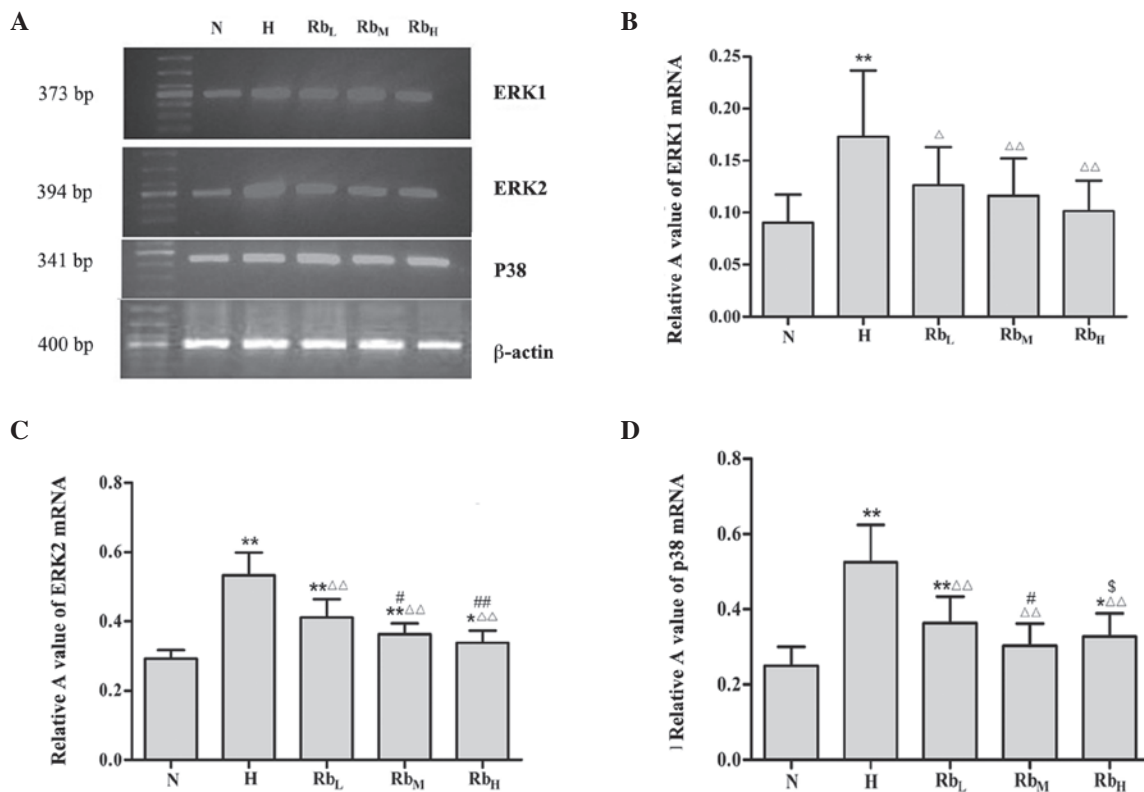 A
N H RbL RbM RbH
373 bp ERK1
394 bp ERK2
341 bp P38
400 bp β-actin
B
Relative A value of ERK1 mRNA
0.25
0.20
0.15
0.10
0.05
0.00
** △ △△ △△
N H RbL RbM RbH
C
Relative A value of ERK2 mRNA
0.8
0.6
0.4
0.2
0.0
**
**△△
#
**△△
##
*△△
N H RbL RbM RbH
D
Relative A value of p38 mRNA
0.8
0.6
0.4
0.2
0.0
**
**△△
#
△△
$
*△△
N H RbL RbM RbH